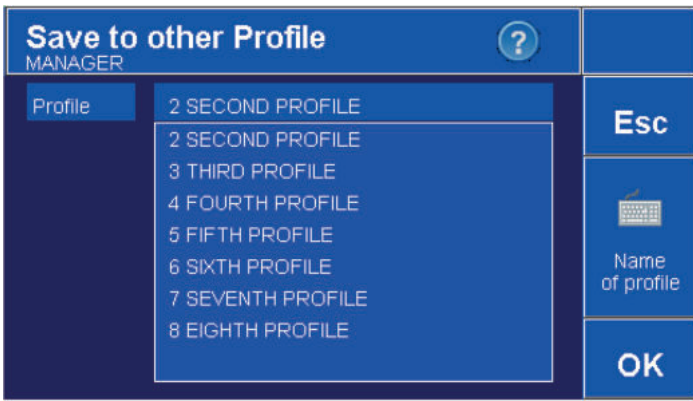 Save to other Profile
?
MANAGER
Profile
2 SECOND PROFILE
2 SECOND PROFILE
3 THIRD PROFILE
4 FOURTH PROFILE
5 FIFTH PROFILE
6 SIXTH PROFILE
7 SEVENTH PROFILE
8 EIGHTH PROFILE
Esc
Name
of profile
OK